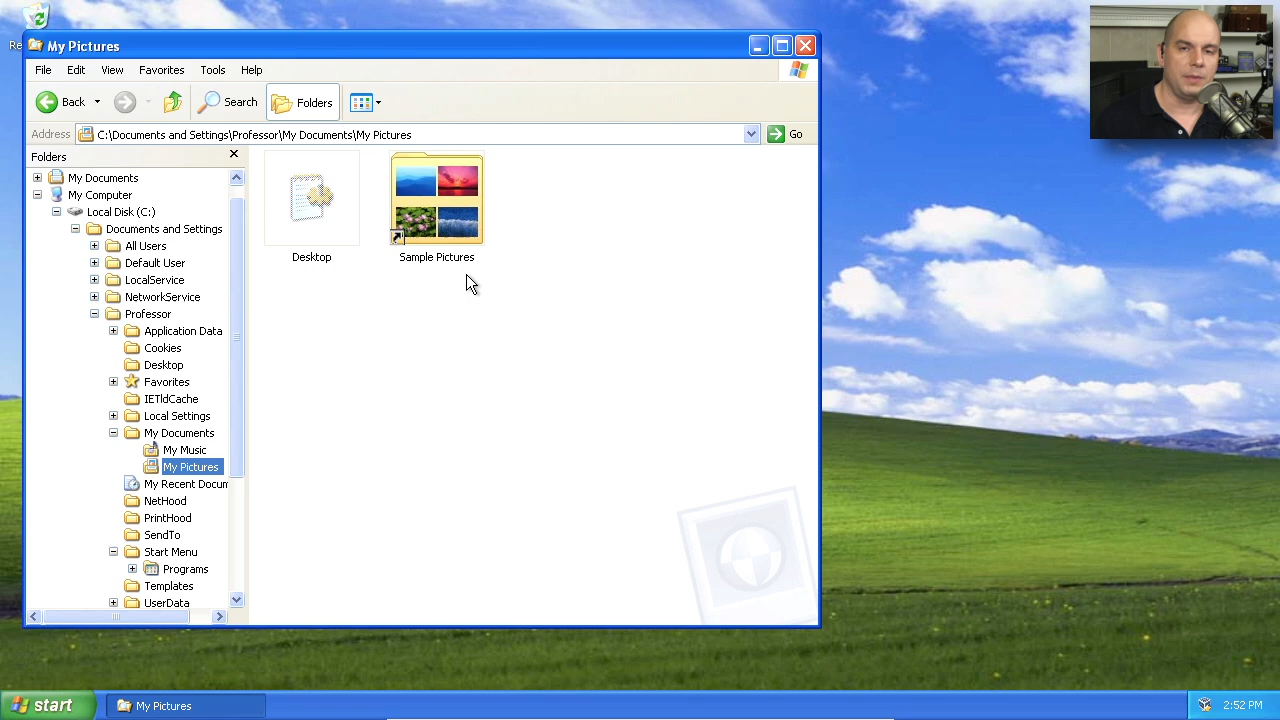 Re
My Pictures
File Edit View Favorites Tools Help
Back Search Folders
Address C:\Documents and Settings\Professor\My Documents\My Pictures Go
Folders
My Documents
My Computer
Local Disk (C:)
Documents and Settings
All Users
Default User
LocalService
NetworkService
Professor
Application Data
Cookies
Desktop
Favorites
IETldCache
Local Settings
My Documents
My Music
My Pictures
My Recent Docum
NetHood
PrintHood
SendTo
Start Menu
Programs
Templates
UserData
Desktop
Sample Pictures
start
My Pictures
2:52 PM